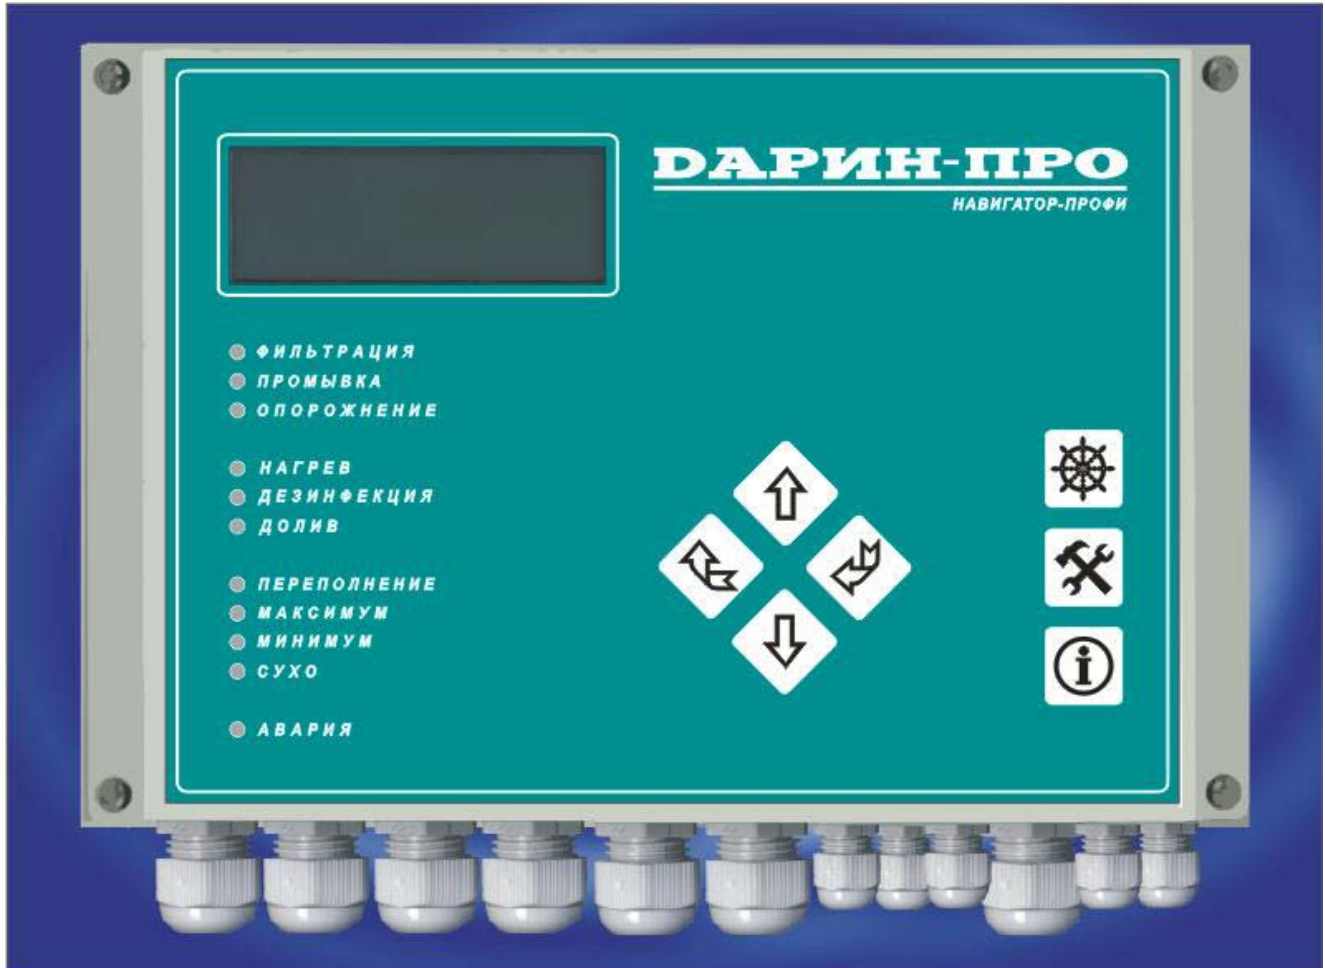 ДАРИН-ПРО
НАВИГАТОР-ПРОФИ
ФИЛЬТРАЦИЯ
ПРОМЫВКА
ОПОРОЖНЕНИЕ
НАГРЕВ
ДЕЗИНФЕКЦИЯ
ДОЛИВ
ПЕРЕПОЛНЕНИЕ
МАКСИМУМ
МИНИМУМ
СУХО
АВАРИЯ